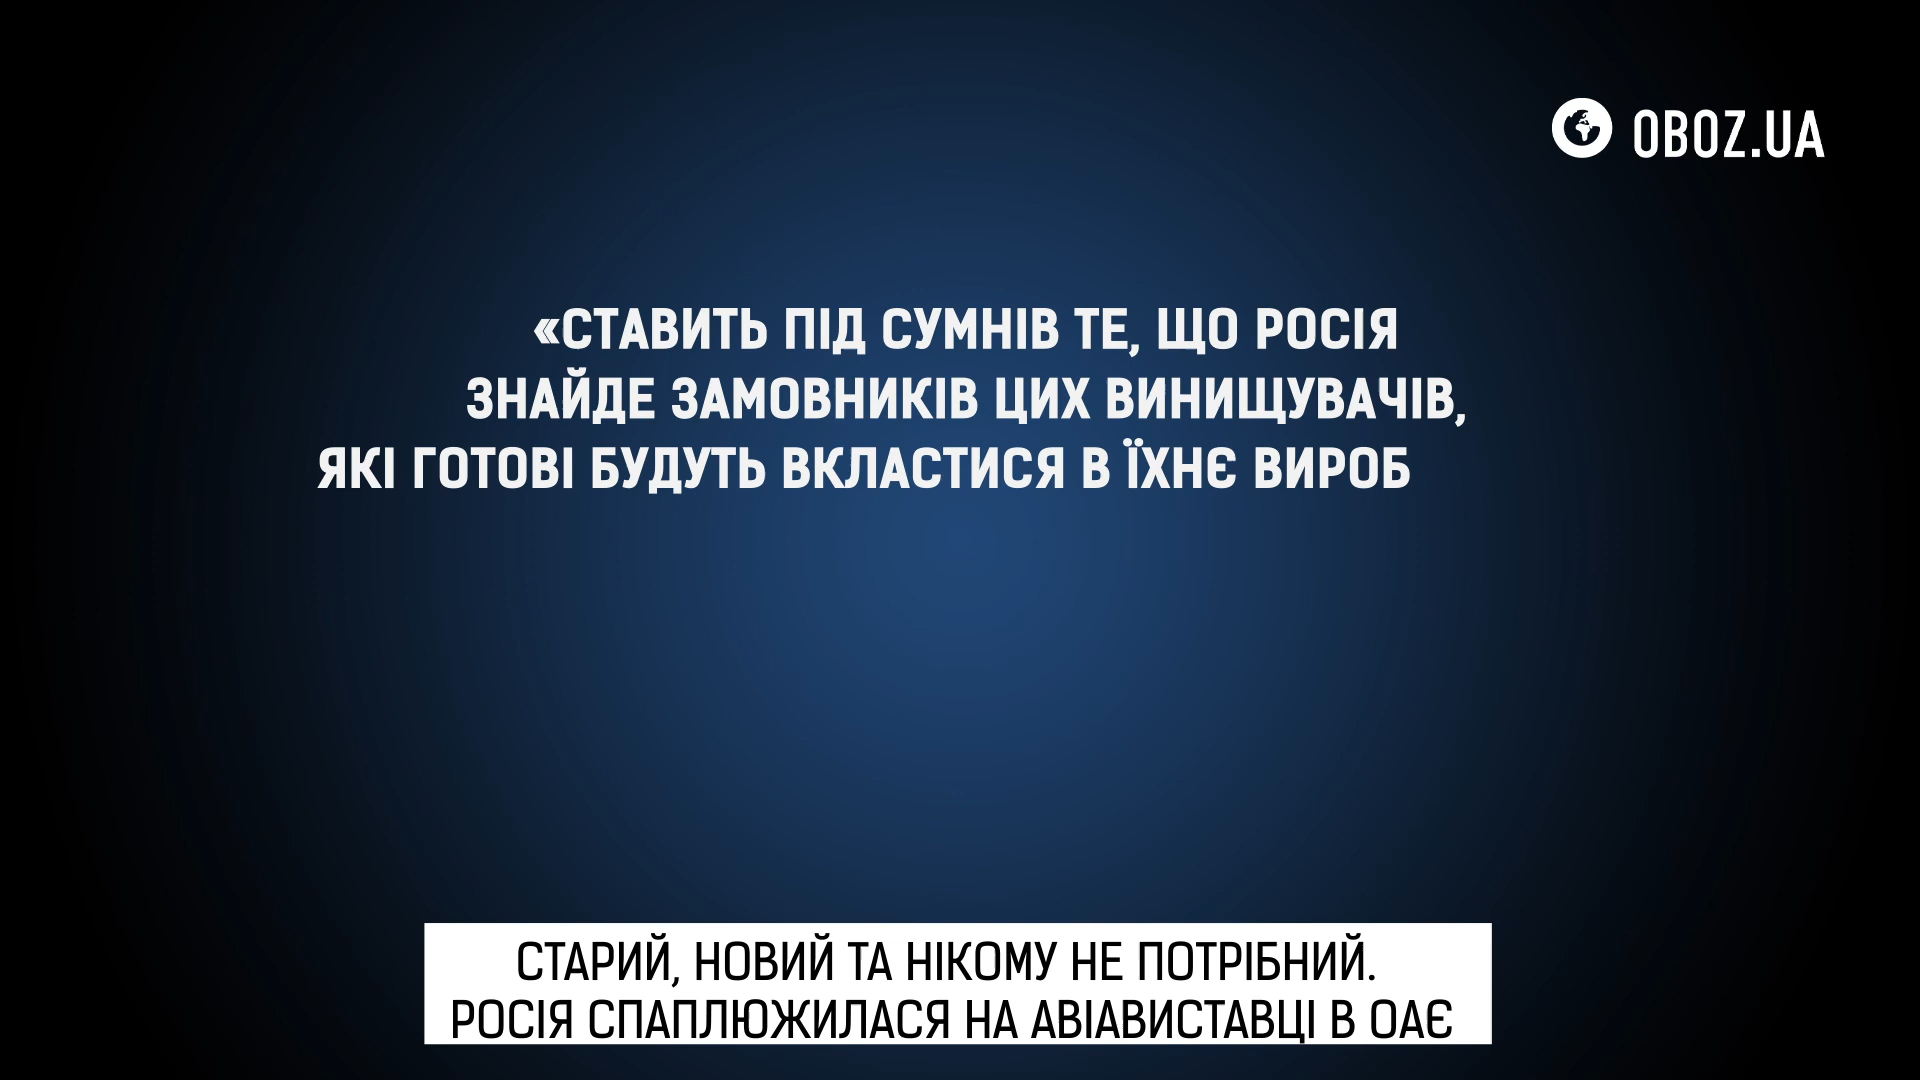 OBOZ.UA
«СТАВИТЬ ПІД СУМНІВ ТЕ, ЩО РОСІЯ
ЗНАЙДЕ ЗАМОВНИКІВ ЦИХ ВИНИЩУВАЧІВ,
ЯКІ ГОТОВІ БУДУТЬ ВКЛАСТИСЯ В ЇХНЄ ВИРОБ
СТАРИЙ, НОВИЙ ТА НІКОМУ НЕ ПОТРІБНИЙ.
РОСІЯ СПАПЛЮЖИЛАСЯ НА АВІАВИСТАВЦІ В ОАЄ